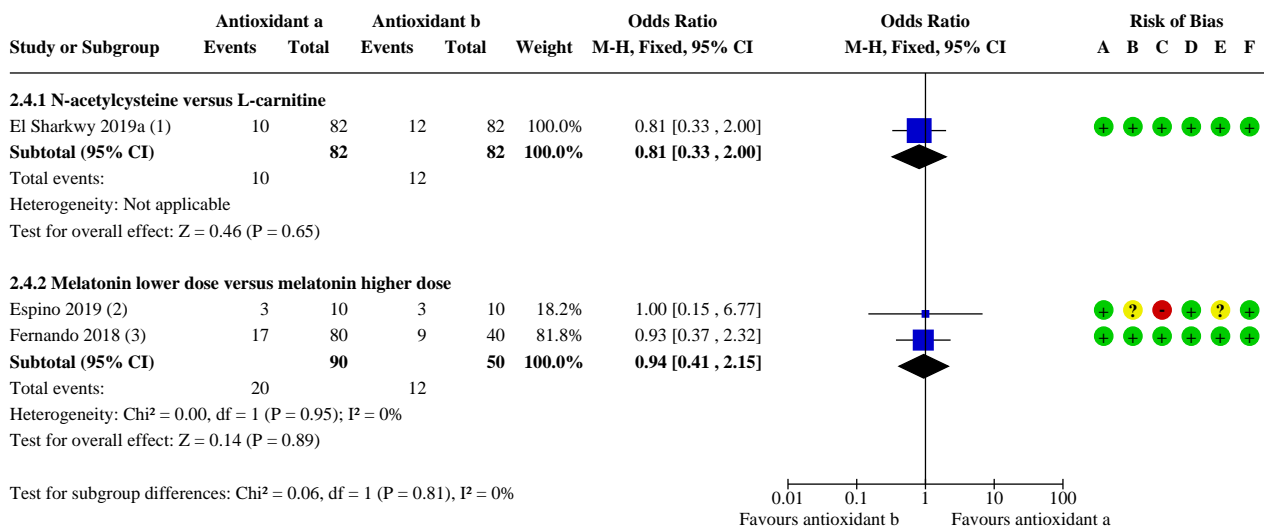 Antioxidant a Antioxidant b Odds Ratio Odds Ratio Risk of Bias
Study or Subgroup Events Total Events Total Weight M-H, Fixed, 95% CI M-H, Fixed, 95% CI A B C D E F
2.4.1 N-acetylcysteine versus L-carnitine
El Sharkwy 2019a (1) 10 82 12 82 100.0% 0.81 [0.33 , 2.00] + + + + + +
Subtotal (95% CI) 82 82 100.0% 0.81 [0.33 , 2.00]
Total events: 10 12
Heterogeneity: Not applicable
Test for overall effect: Z = 0.46 (P = 0.65)
2.4.2 Melatonin lower dose versus melatonin higher dose
Espino 2019 (2) 3 10 3 10 18.2% 1.00 [0.15 , 6.77] + ? - + ? +
Fernando 2018 (3) 17 80 9 40 81.8% 0.93 [0.37 , 2.32] + + + + + +
Subtotal (95% CI) 90 50 100.0% 0.94 [0.41 , 2.15]
Total events: 20 12
Heterogeneity: Chi² = 0.00, df = 1 (P = 0.95); I² = 0%
Test for overall effect: Z = 0.14 (P = 0.89)
Test for subgroup differences: Chi² = 0.06, df = 1 (P = 0.81), I² = 0%
0.01 0.1 1 10 100
Favours antioxidant b Favours antioxidant a